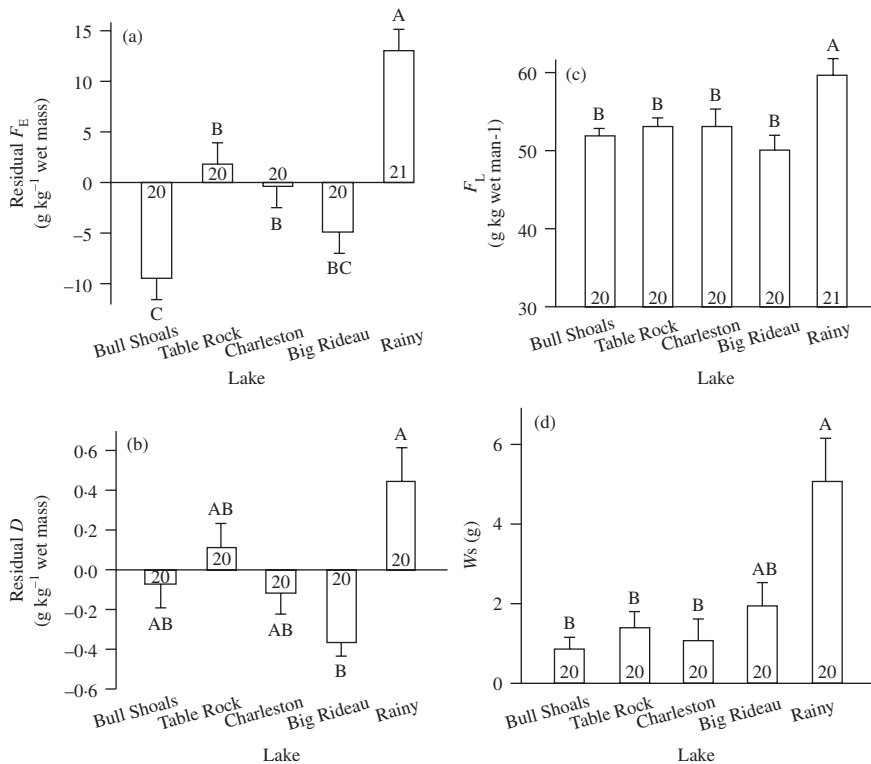 (a)
Residual F_E
(g kg⁻¹ wet mass)
15
10
5
0
–5
–10
A
B
20
20
20
20
21
B
BC
C
Bull Shoals
Table Rock
Charleston
Big Rideau
Rainy
Lake
(c)
F_L
(g kg wet man-1)
60
50
40
30
B
B
B
B
A
20
20
20
20
21
Bull Shoals
Table Rock
Charleston
Big Rideau
Rainy
Lake
(b)
Residual D
(g kg⁻¹ wet mass)
0·6
0·4
0·2
0·0
–0·2
–0·4
–0·6
A
AB
20
20
20
20
20
AB
AB
B
Bull Shoals
Table Rock
Charleston
Big Rideau
Rainy
Lake
(d)
Ws (g)
6
4
2
0
B
B
B
AB
A
20
20
20
20
20
Bull Shoals
Table Rock
Charleston
Big Rideau
Rainy
Lake